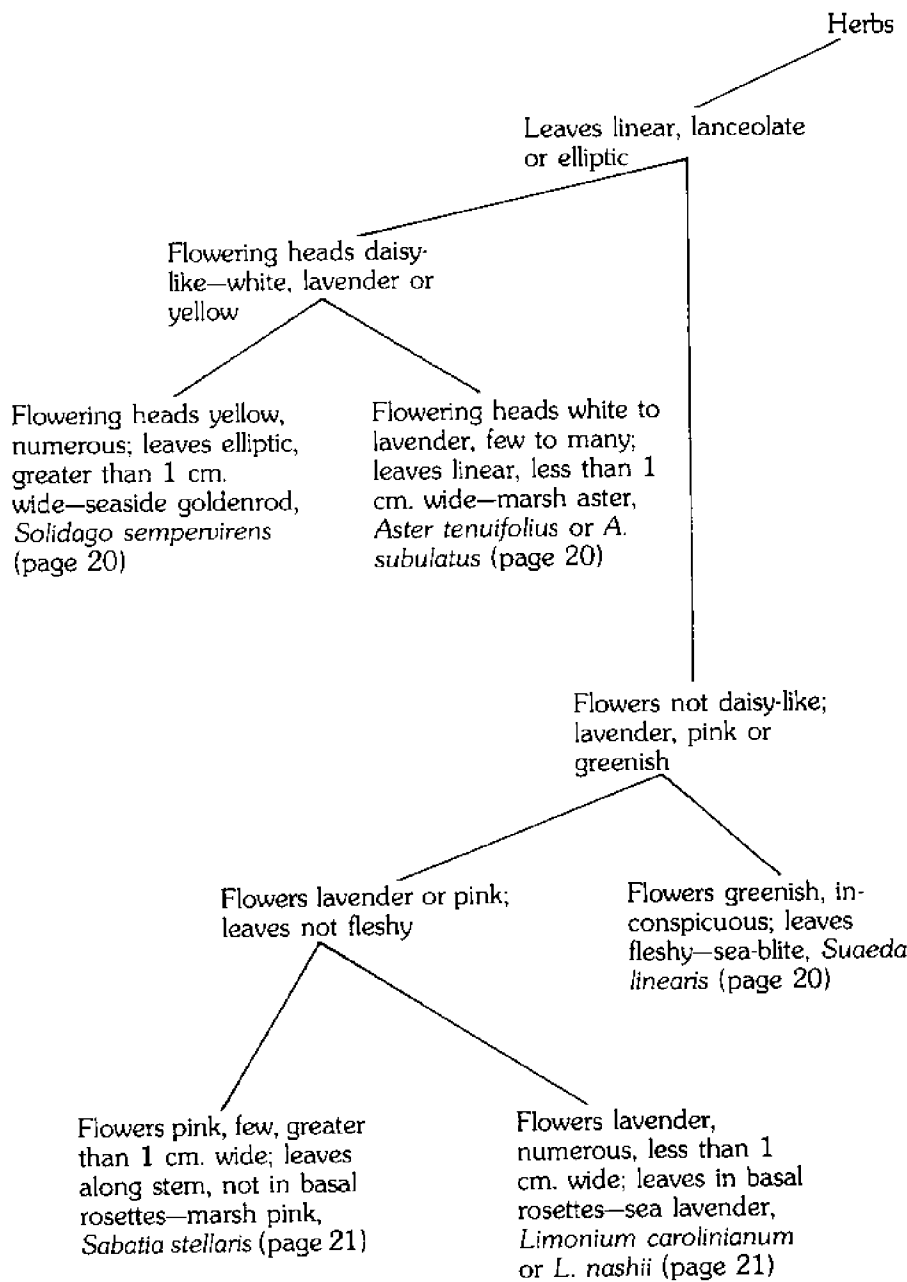 Herbs
Leaves linear, lanceolate
or elliptic
Flowering heads daisy-
like—white, lavender or
yellow
Flowering heads yellow,
numerous; leaves elliptic,
greater than 1 cm.
wide—seaside goldenrod,
Solidago sempervirens
(page 20)
Flowering heads white to
lavender, few to many;
leaves linear, less than 1
cm. wide—marsh aster,
Aster tenuifolius or A.
subulatus (page 20)
Flowers not daisy-like;
lavender, pink or
greenish
Flowers lavender or pink;
leaves not fleshy
Flowers greenish, in-
conspicuous; leaves
fleshy—sea-blite, Suaeda
linearis (page 20)
Flowers pink, few, greater
than 1 cm. wide; leaves
along stem, not in basal
rosettes—marsh pink,
Sabatia stellaris (page 21)
Flowers lavender,
numerous, less than 1
cm. wide; leaves in basal
rosettes—sea lavender,
Limonium carolinianum
or L. nashii (page 21)